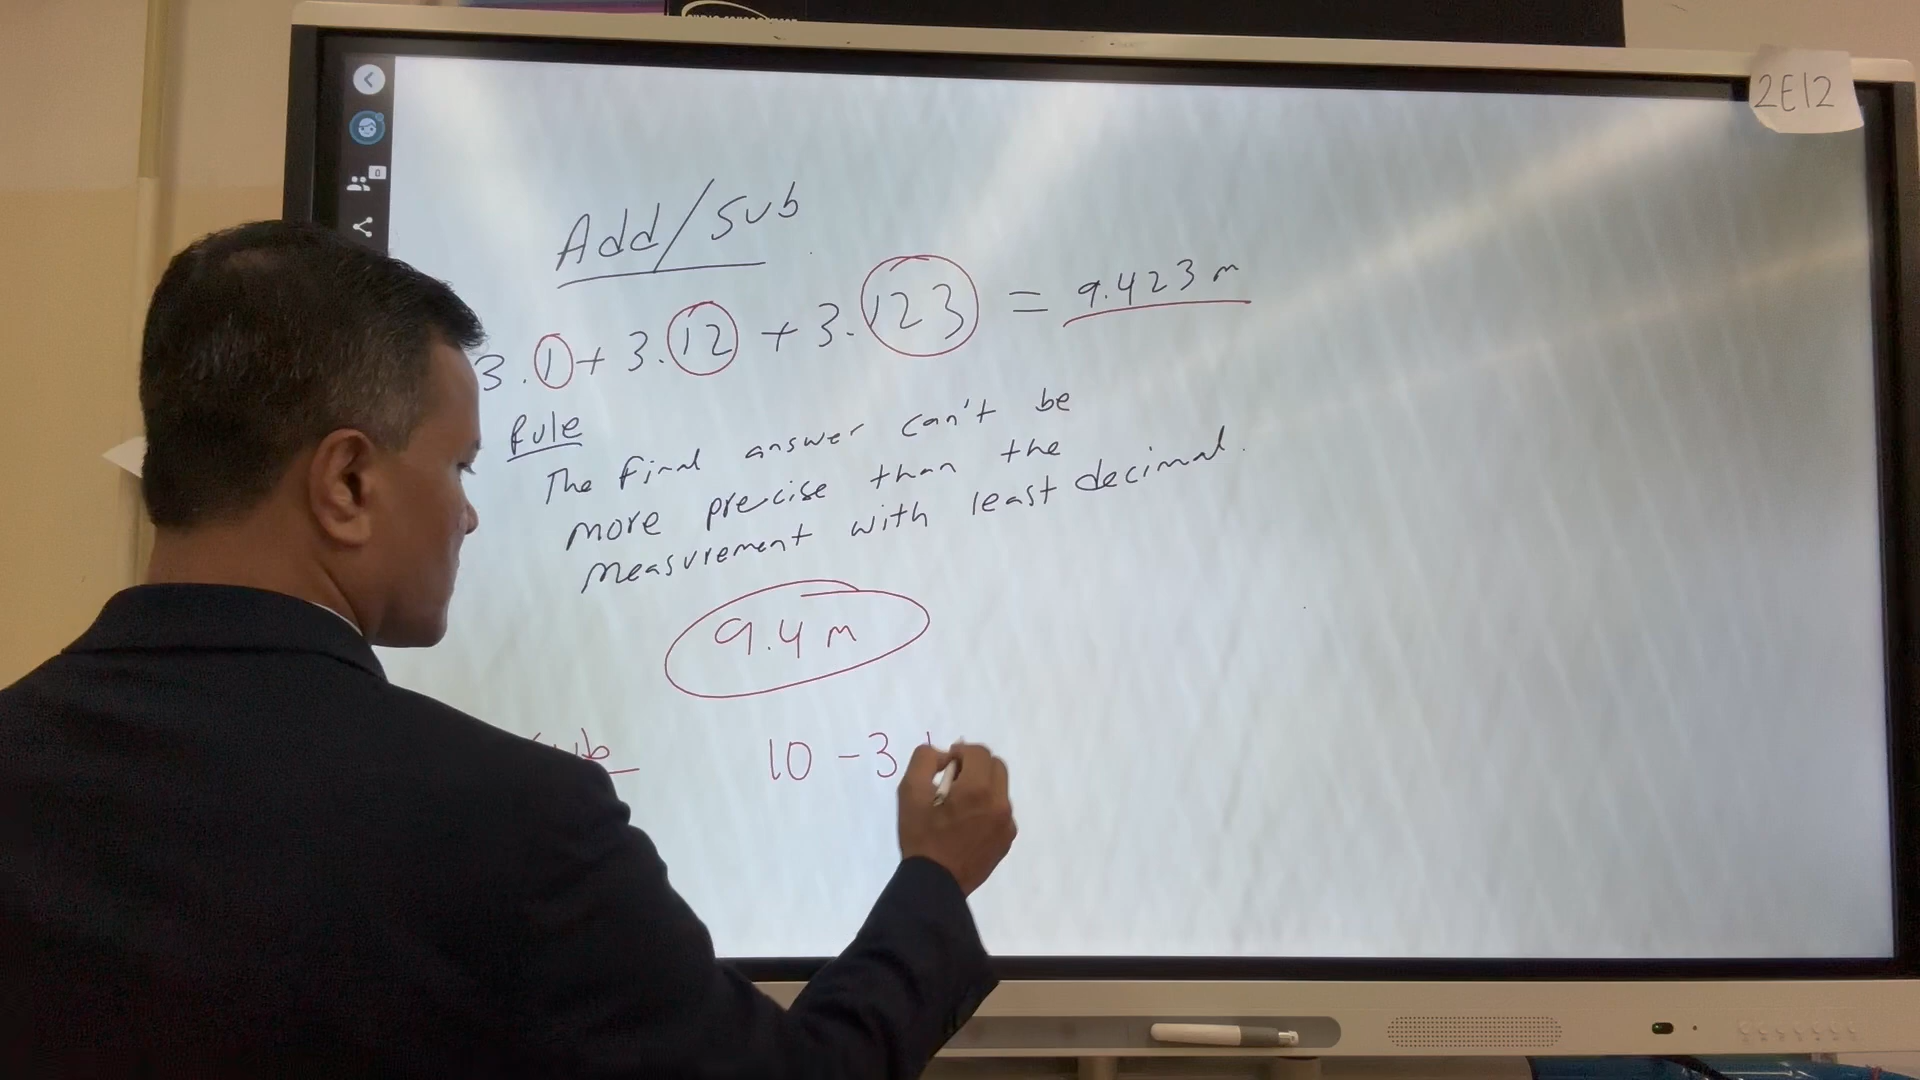 2E12
0
Add/Sub
3.1 + 3.12 + 3.123 = 9.423 m
Rule
The final answer can't be
more precise than the
measurement with least decimal.
9.4 m
Sub 10 - 3.